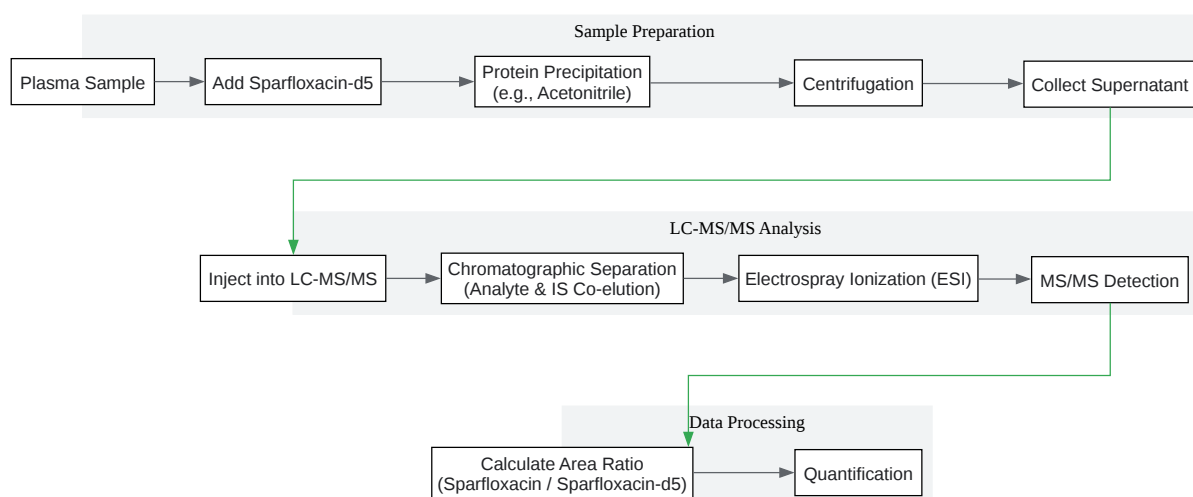 Sample Preparation
Plasma Sample
Add Sparfloxacin-d5
Protein Precipitation
(e.g., Acetonitrile)
Centrifugation
Collect Supernatant
LC-MS/MS Analysis
Inject into LC-MS/MS
Chromatographic Separation
(Analyte & IS Co-elution)
Electrospray Ionization (ESI)
MS/MS Detection
Data Processing
Calculate Area Ratio
(Sparfloxacin / Sparfloxacin-d5)
Quantification